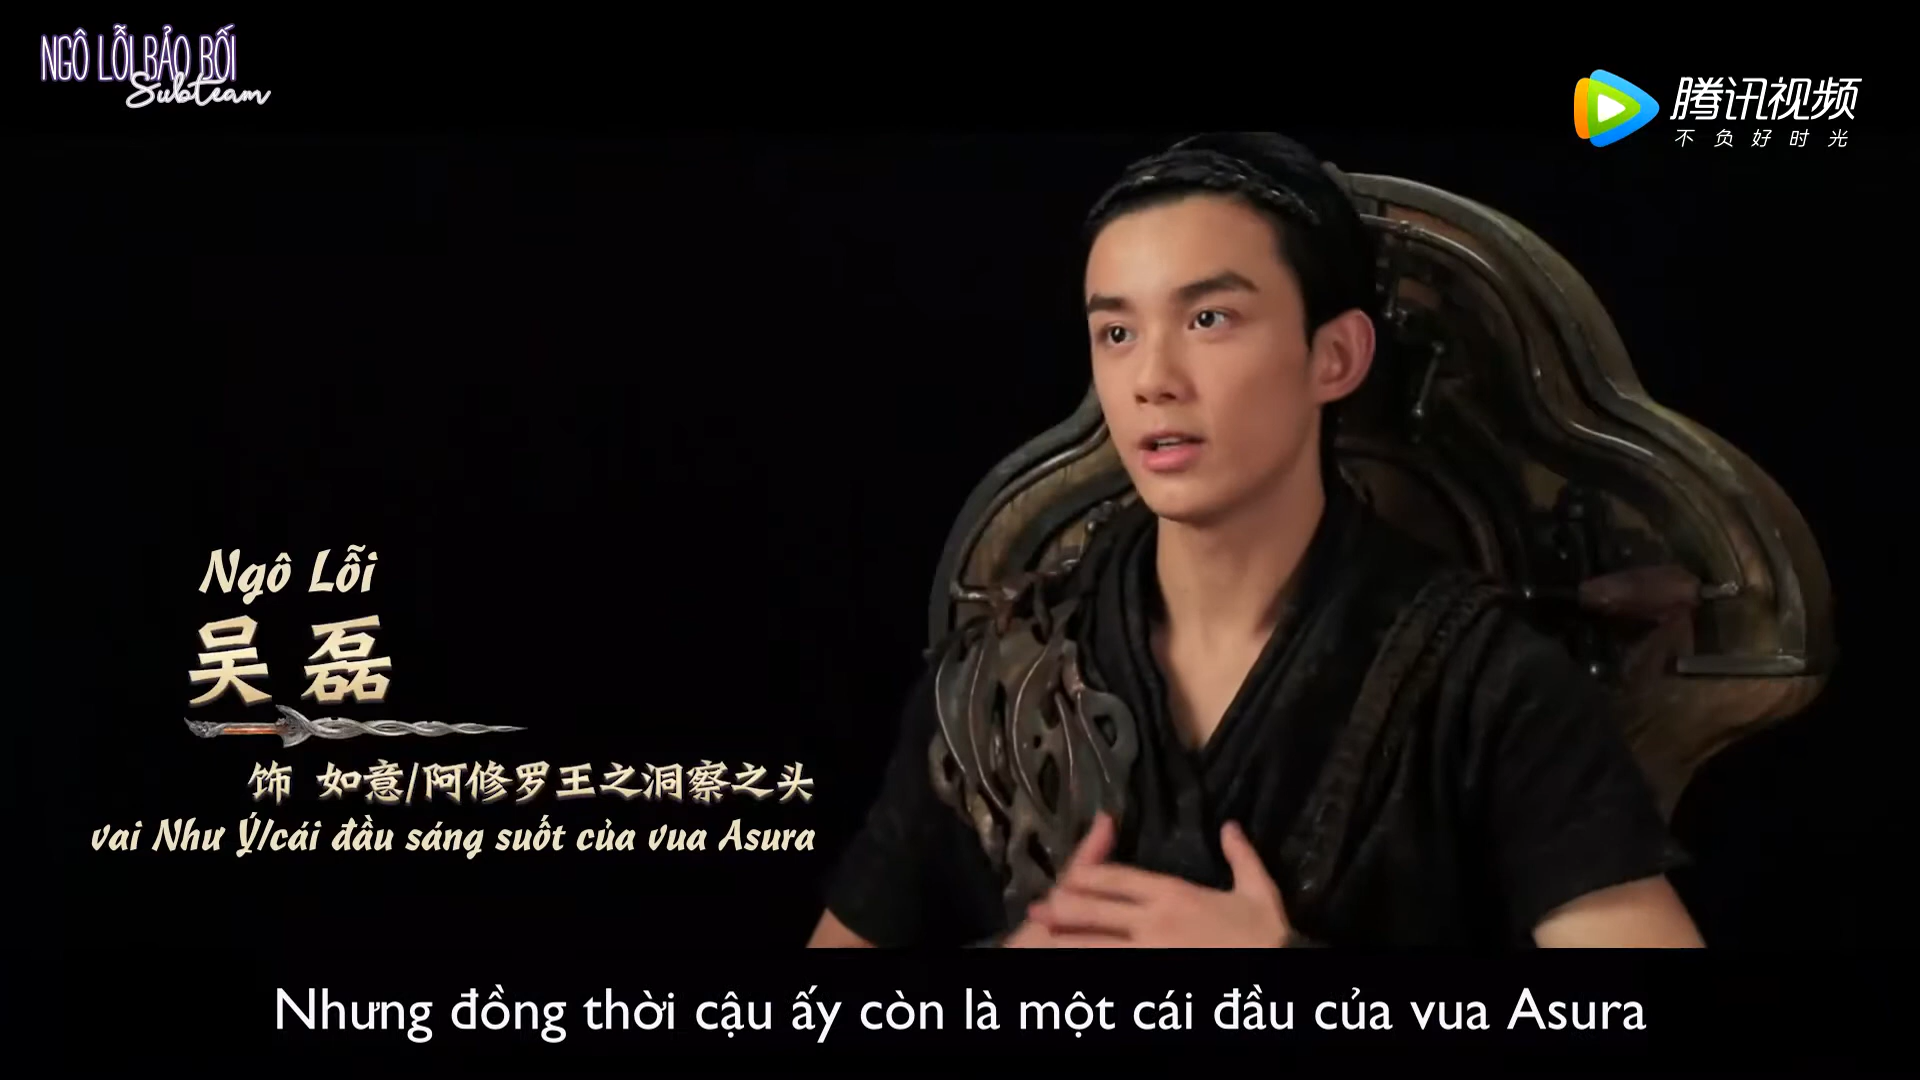 NGÔ LỖI BẢO BỐI
Subteam
腾讯视频
不负好时光
Ngô Lỗi
吴磊
饰 如意/阿修罗王之洞察之头
vai Như Ý/cái đầu sáng suốt của vua Asura
Nhưng đồng thời cậu ấy còn là một cái đầu của vua Asura